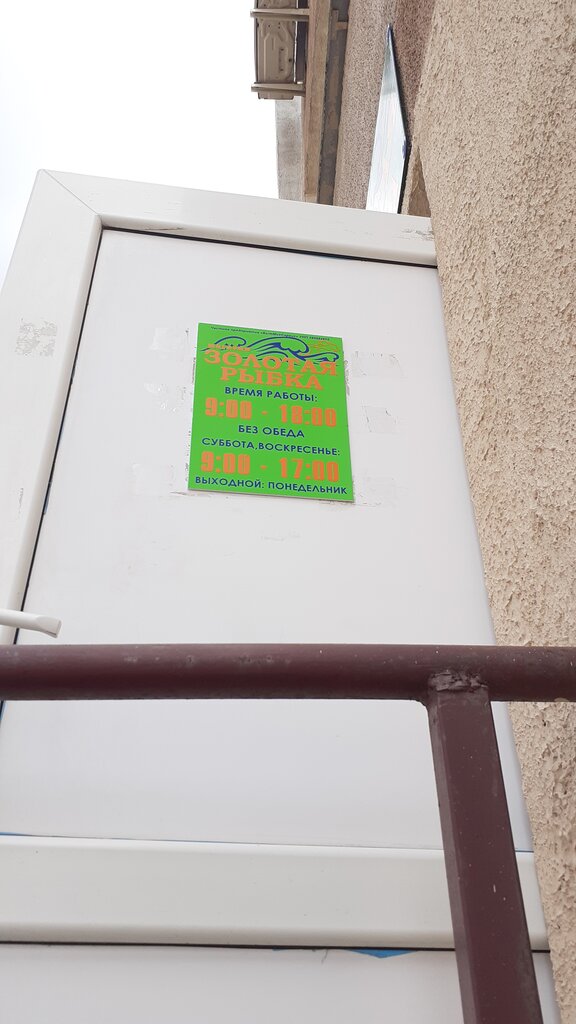 ЗОЛОТАЯ
РЫБКА
ВРЕМЯ РАБОТЫ:
9:00 - 18:00
БЕЗ ОБЕДА
СУББОТА, ВОСКРЕСЕНЬЕ:
9:00 - 17:00
ВЫХОДНОЙ: ПОНЕДЕЛЬНИК